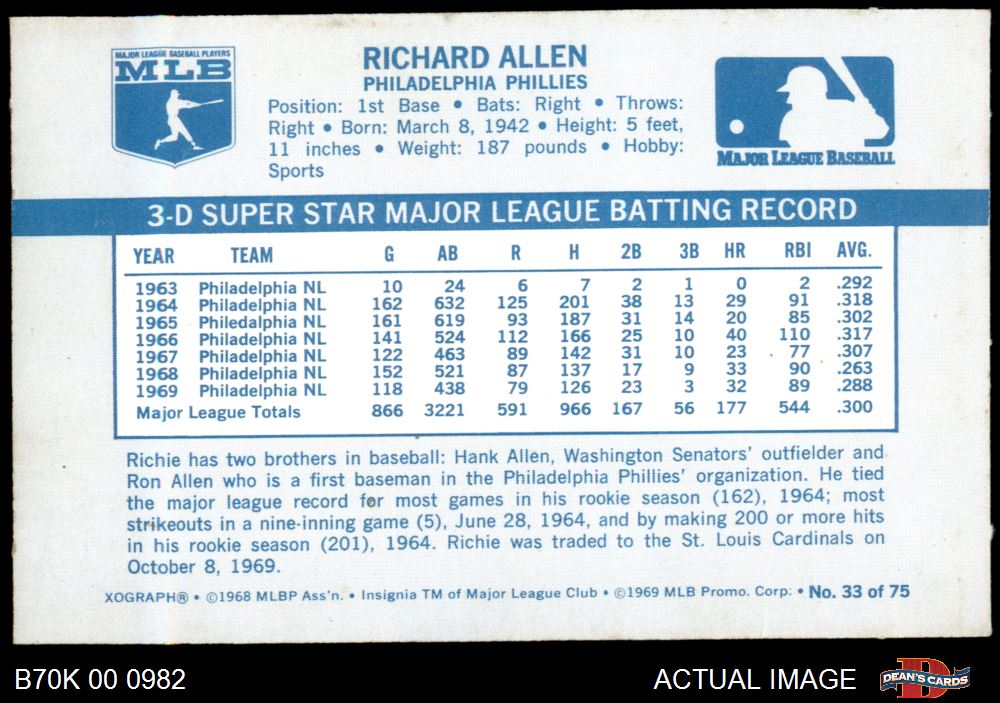 MAJOR LEAGUE BASEBALL PLAYERS
MLB
RICHARD ALLEN
PHILADELPHIA PHILLIES
Position: 1st Base • Bats: Right • Throws:
Right • Born: March 8, 1942 • Height: 5 feet,
11 inches • Weight: 187 pounds • Hobby:
Sports
MAJOR LEAGUE BASEBALL
3-D SUPER STAR MAJOR LEAGUE BATTING RECORD
YEAR TEAM G AB R H 2B 3B HR RBI AVG.
1963 Philadelphia NL 10 24 6 7 2 1 0 2 .292
1964 Philadelphia NL 162 632 125 201 38 13 29 91 .318
1965 Philedalphia NL 161 619 93 187 31 14 20 85 .302
1966 Philadelphia NL 141 524 112 166 25 10 40 110 .317
1967 Philadelphia NL 122 463 89 142 31 10 23 77 .307
1968 Philadelphia NL 152 521 87 137 17 9 33 90 .263
1969 Philadelphia NL 118 438 79 126 23 3 32 89 .288
Major League Totals 866 3221 591 966 167 56 177 544 .300
Richie has two brothers in baseball: Hank Allen, Washington Senators' outfielder and
Ron Allen who is a first baseman in the Philadelphia Phillies' organization. He tied
the major league record for most games in his rookie season (162), 1964; most
strikeouts in a nine-inning game (5), June 28, 1964, and by making 200 or more hits
in his rookie season (201), 1964. Richie was traded to the St. Louis Cardinals on
October 8, 1969.
XOGRAPH® • ©1968 MLBP Ass'n. • Insignia TM of Major League Club • ©1969 MLB Promo. Corp. • No. 33 of 75
B70K 00 0982
ACTUAL IMAGE
D
DEAN'S CARDS